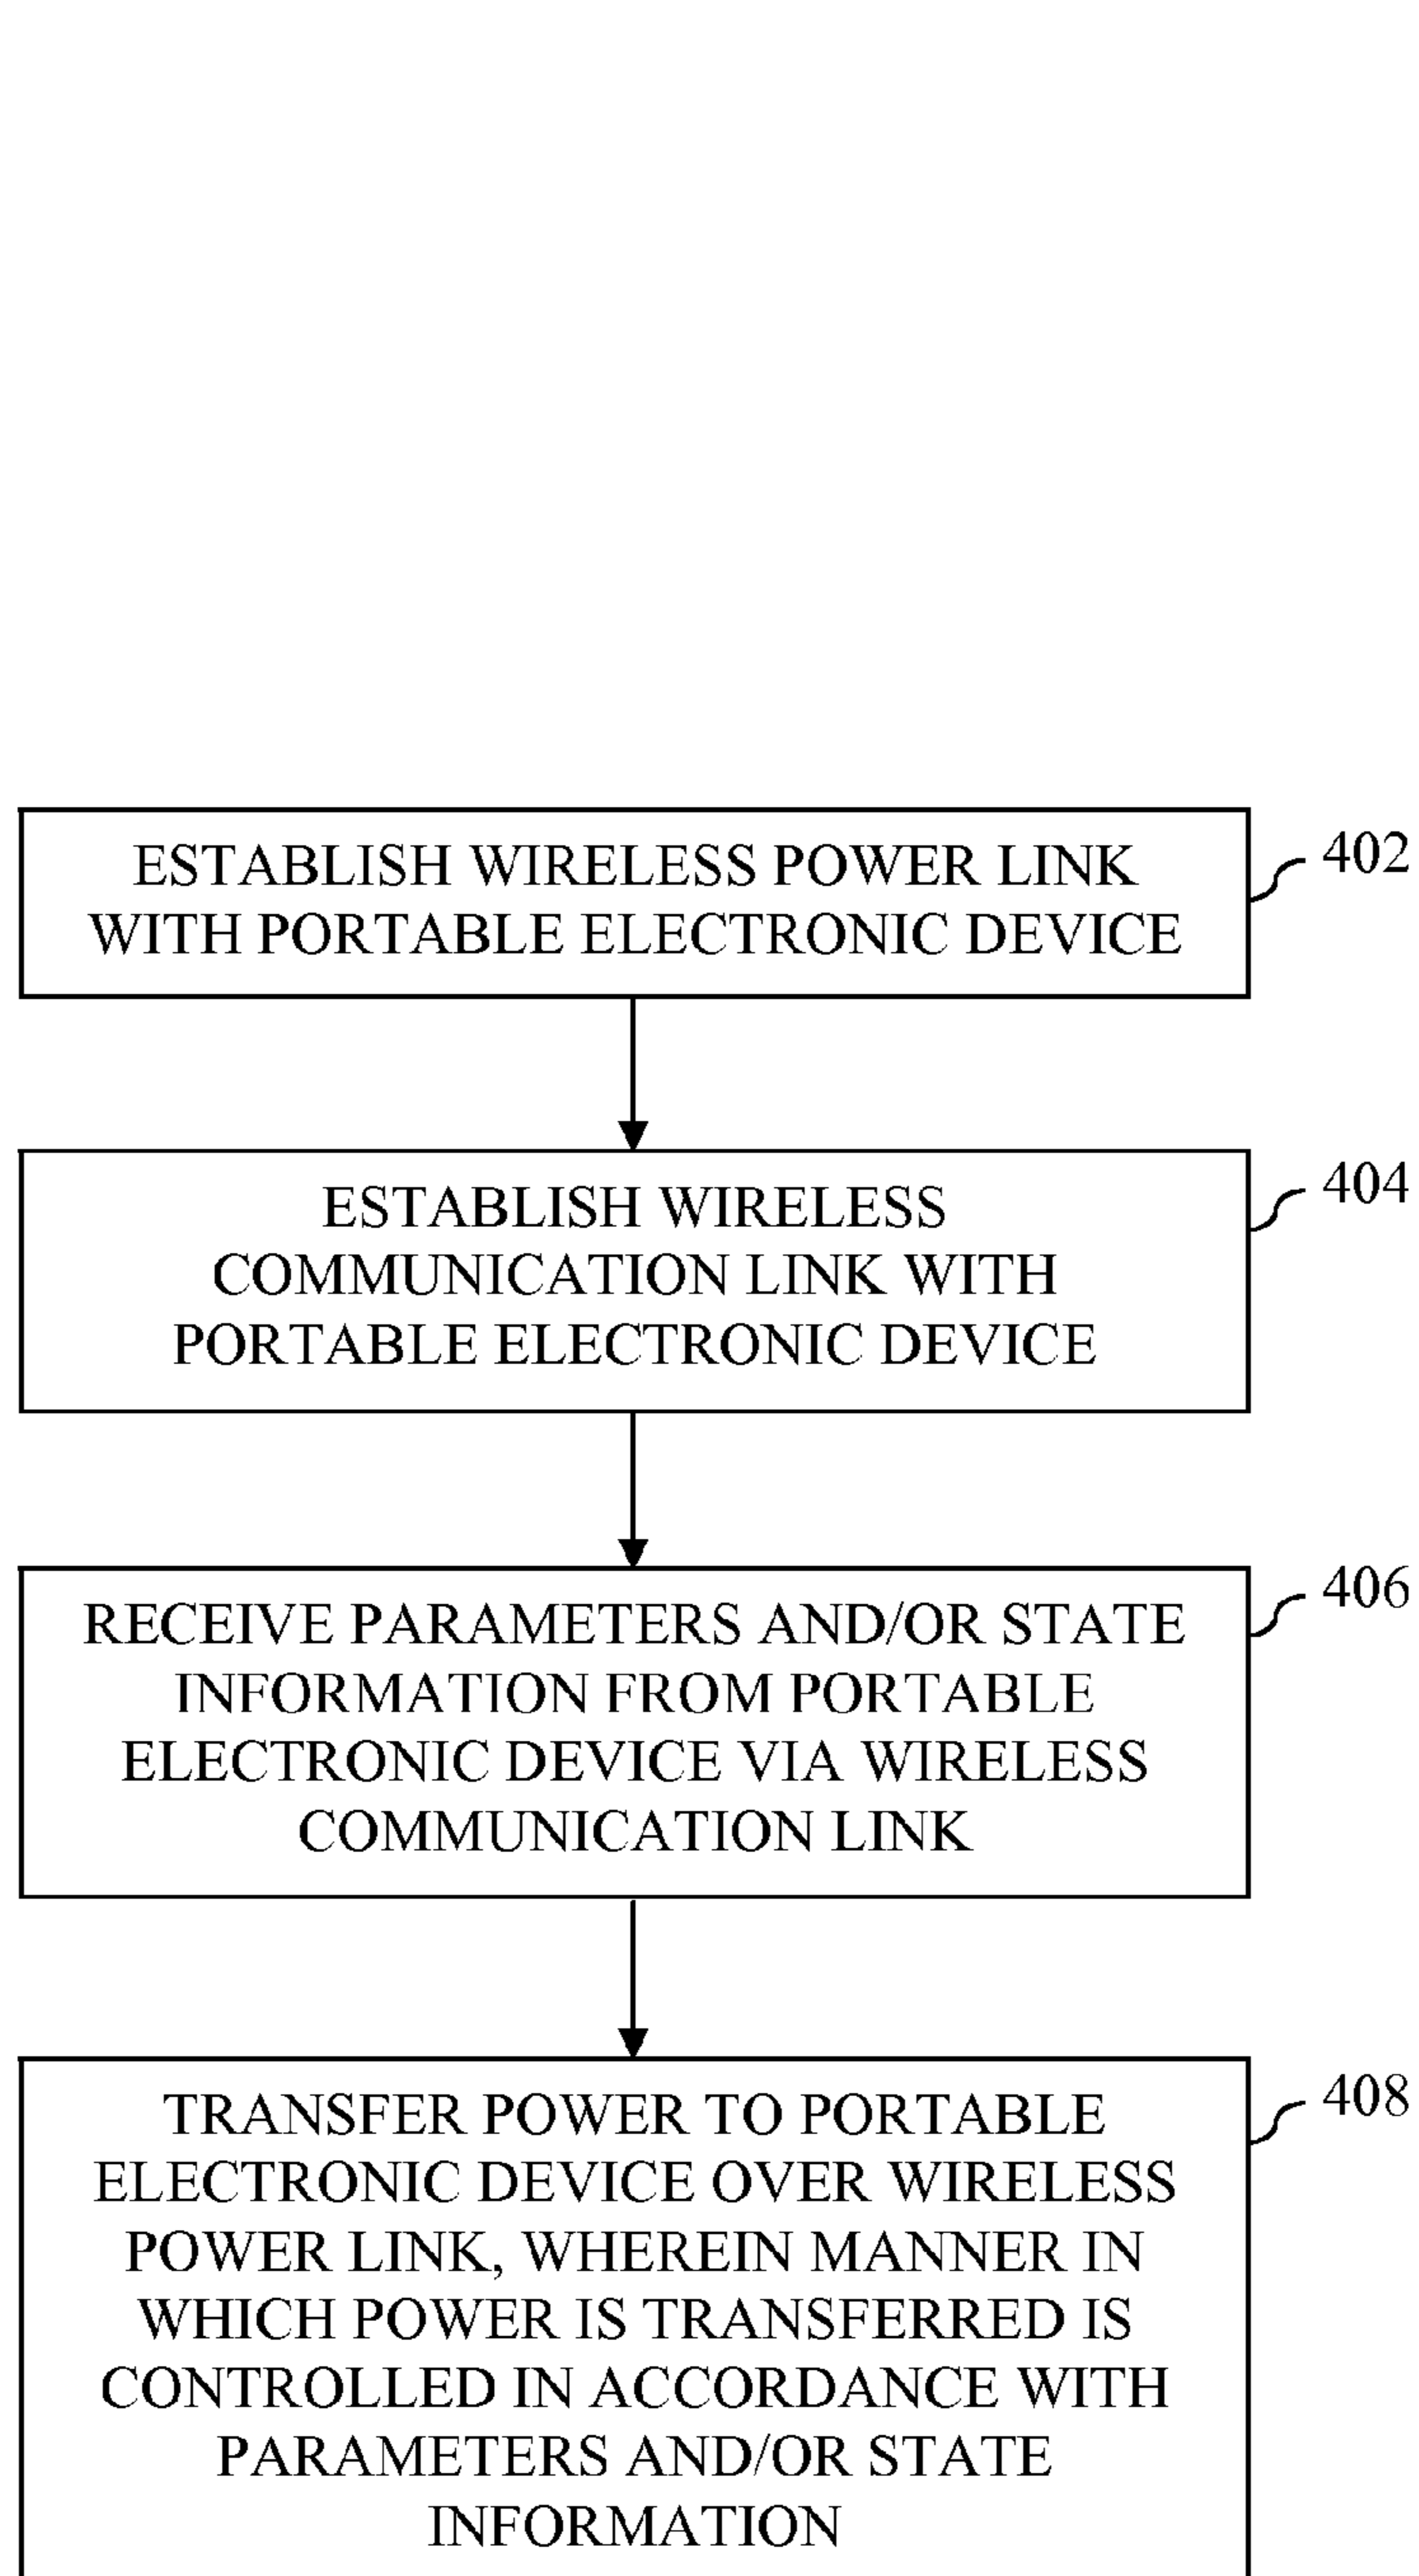 ESTABLISH WIRELESS POWER LINK
WITH PORTABLE ELECTRONIC DEVICE
402
ESTABLISH WIRELESS
COMMUNICATION LINK WITH
PORTABLE ELECTRONIC DEVICE
404
RECEIVE PARAMETERS AND/OR STATE
INFORMATION FROM PORTABLE
ELECTRONIC DEVICE VIA WIRELESS
COMMUNICATION LINK
406
TRANSFER POWER TO PORTABLE
ELECTRONIC DEVICE OVER WIRELESS
POWER LINK, WHEREIN MANNER IN
WHICH POWER IS TRANSFERRED IS
CONTROLLED IN ACCORDANCE WITH
PARAMETERS AND/OR STATE
INFORMATION
408